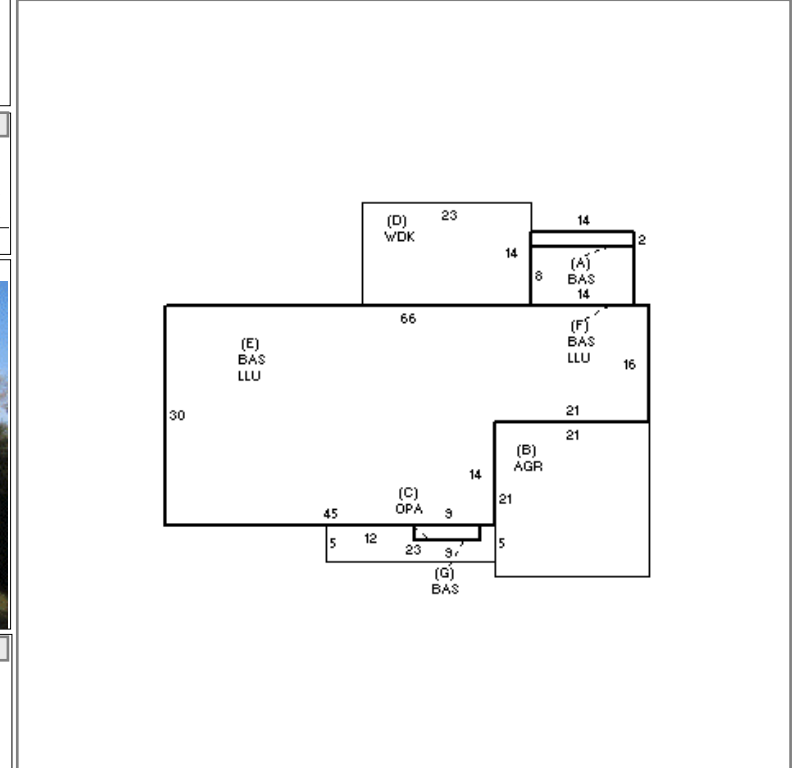 23
(D)
WDK
14
14
2
8
(A)
BAS
14
66
(F)
BAS
LLU
(E)
BAS
LLU
16
30
21
21
(B)
AGR
14
(C)
OPA
21
45
9
5
12
23
9
5
(G)
BAS